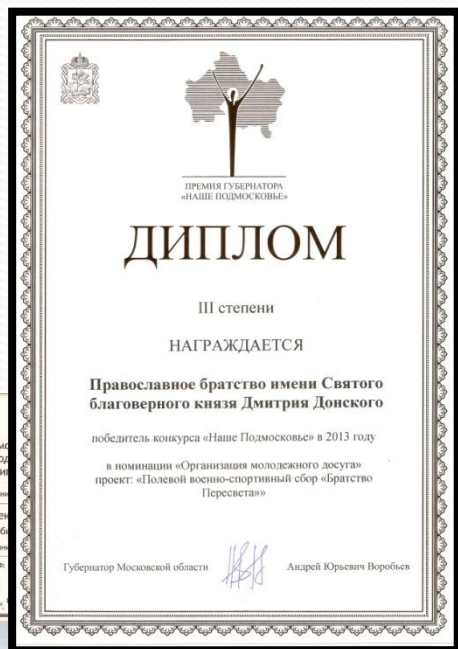 ПРЕМИЯ ГУБЕРНАТОРА
«НАШЕ ПОДМОСКОВЬЕ»
ДИПЛОМ
III степени
НАГРАЖДАЕТСЯ
Православное братство имени Святого
благоверного князя Дмитрия Донского
победитель конкурса «Наше Подмосковье» в 2013 году
в номинации «Организация молодежного досуга»
проект: «Полевой военно-спортивный сбор «Братство
Пересвета»»
Губернатор Московской области Андрей Юрьевич Воробьев